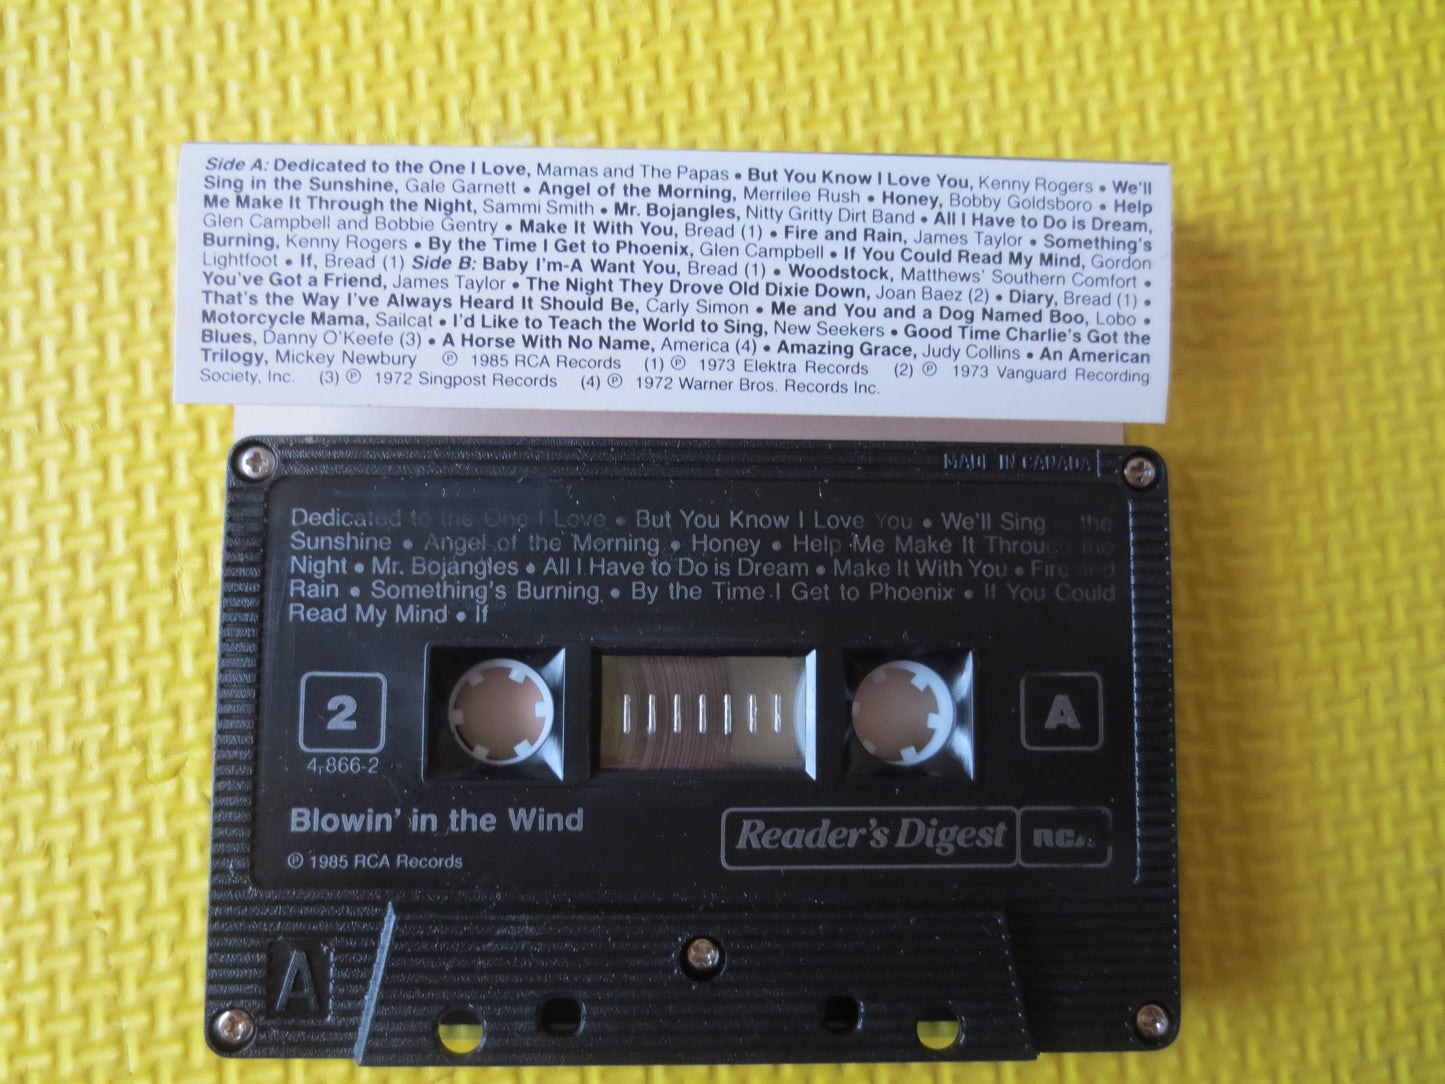 Side A: Dedicated to the One I Love, Mamas and The Papas • But You Know I Love You, Kenny Rogers • We'll
Sing in the Sunshine, Gale Garnett • Angel of the Morning, Merrilee Rush • Honey, Bobby Goldsboro • Help
Me Make It Through the Night, Sammi Smith • Mr. Bojangles, Nitty Gritty Dirt Band • All I Have to Do is Dream,
Glen Campbell and Bobbie Gentry • Make It With You, Bread (1) • Fire and Rain, James Taylor • Something's
Burning, Kenny Rogers • By the Time I Get to Phoenix, Glen Campbell • If You Could Read My Mind, Gordon
Lightfoot • If, Bread (1) Side B: Baby I'm-A Want You, Bread (1) • Woodstock, Matthews' Southern Comfort •
You've Got a Friend, James Taylor • The Night They Drove Old Dixie Down, Joan Baez (2) • Diary, Bread (1) •
That's the Way I've Always Heard It Should Be, Carly Simon • Me and You and a Dog Named Boo, Lobo •
Motorcycle Mama, Sailcat • I'd Like to Teach the World to Sing, New Seekers • Good Time Charlie's Got the
Blues, Danny O'Keefe (3) • A Horse With No Name, America (4) • Amazing Grace, Judy Collins • An American
Trilogy, Mickey Newbury ℗ 1985 RCA Records (1) ℗ 1973 Elektra Records (2) ℗ 1973 Vanguard Recording
Society, Inc. (3) ℗ 1972 Singpost Records (4) ℗ 1972 Warner Bros. Records Inc.
MADE IN CANADA
Dedicated to the One I Love • But You Know I Love You • We'll Sing in the
Sunshine • Angel of the Morning • Honey • Help Me Make It Through the
Night • Mr. Bojangles • All I Have to Do is Dream • Make It With You • Fire and
Rain • Something's Burning • By the Time I Get to Phoenix • If You Could
Read My Mind • If
2
A
4-866-2
Blowin' in the Wind
Reader's Digest RCA
℗ 1985 RCA Records
A